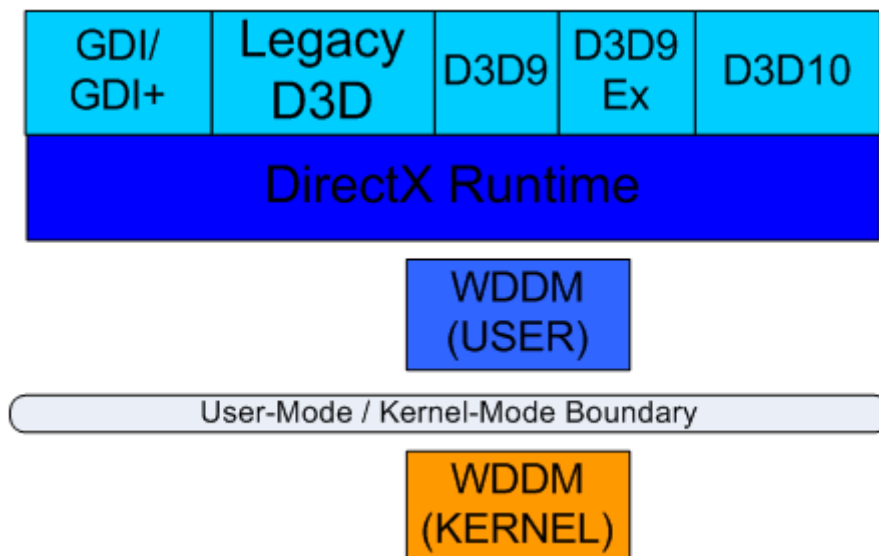 GDI/
GDI+
Legacy
D3D
D3D9
D3D9
Ex
D3D10
DirectX Runtime
WDDM
(USER)
User-Mode / Kernel-Mode Boundary
WDDM
(KERNEL)